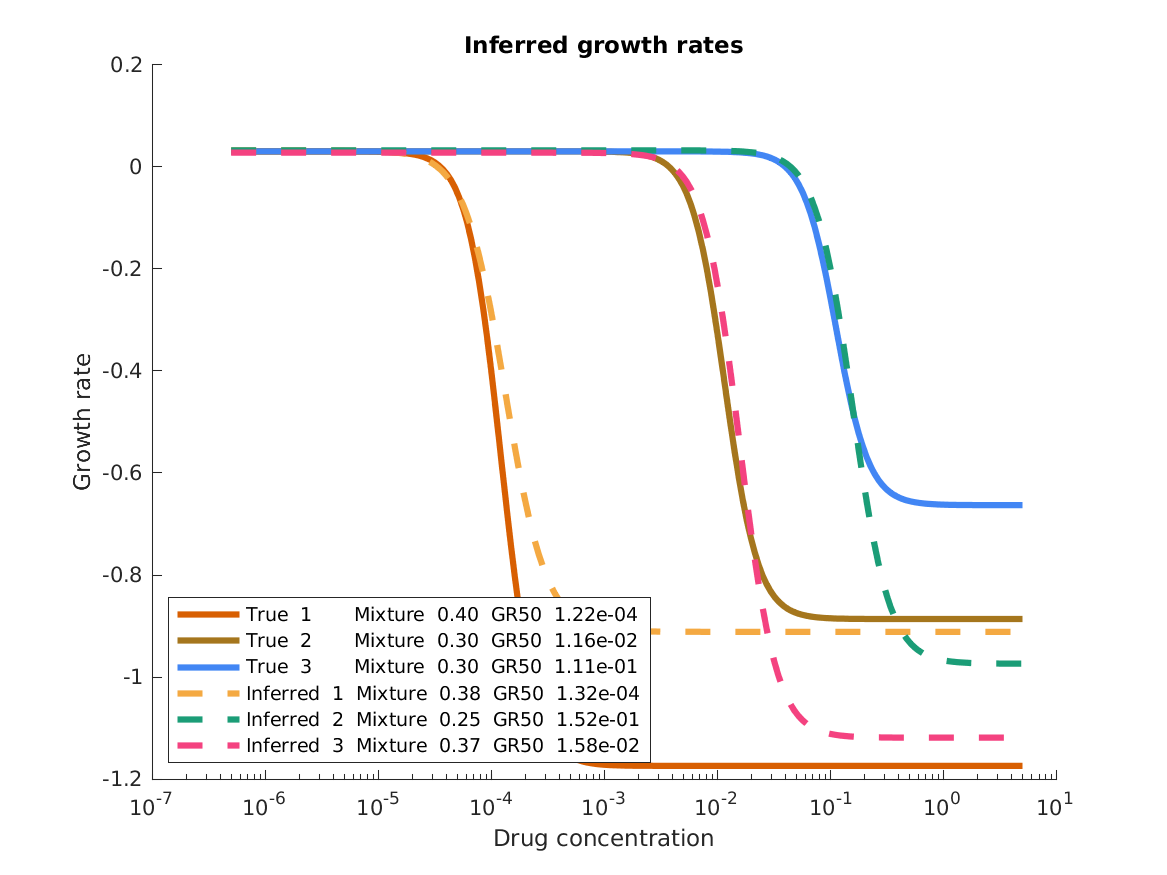 Inferred growth rates
0.2
0
-0.2
-0.4
-0.6
-0.8
-1
-1.2
Growth rate
True 1 Mixture 0.40 GR50 1.22e-04
True 2 Mixture 0.30 GR50 1.16e-02
True 3 Mixture 0.30 GR50 1.11e-01
Inferred 1 Mixture 0.38 GR50 1.32e-04
Inferred 2 Mixture 0.25 GR50 1.52e-01
Inferred 3 Mixture 0.37 GR50 1.58e-02
10^-7 10^-6 10^-5 10^-4 10^-3 10^-2 10^-1 10^0 10^1
Drug concentration